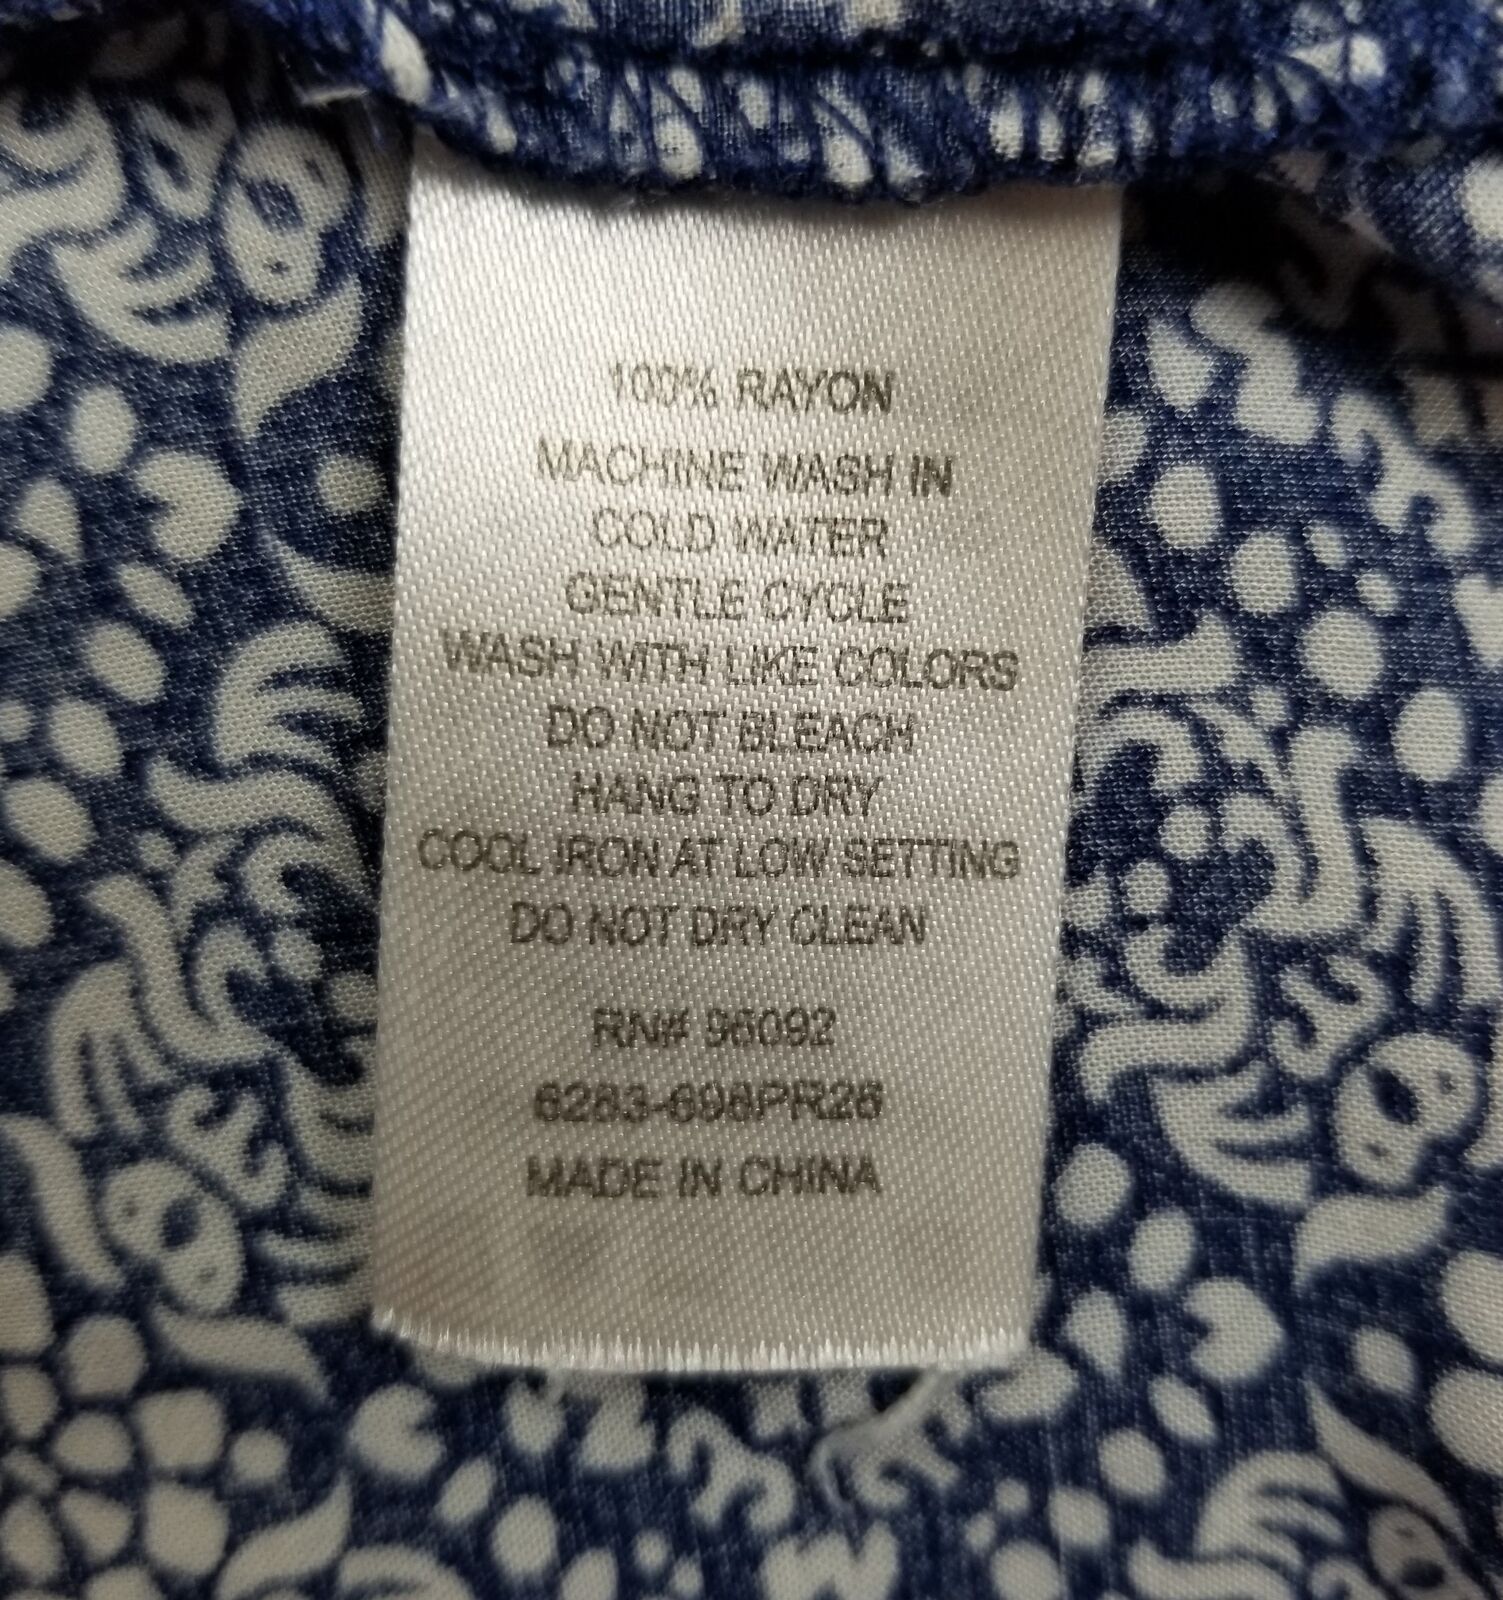 100% RAYON
MACHINE WASH IN
COLD WATER
GENTLE CYCLE
WASH WITH LIKE COLORS
DO NOT BLEACH
HANG TO DRY
COOL IRON AT LOW SETTING
DO NOT DRY CLEAN
RN# 96092
6283-698PR26
MADE IN CHINA